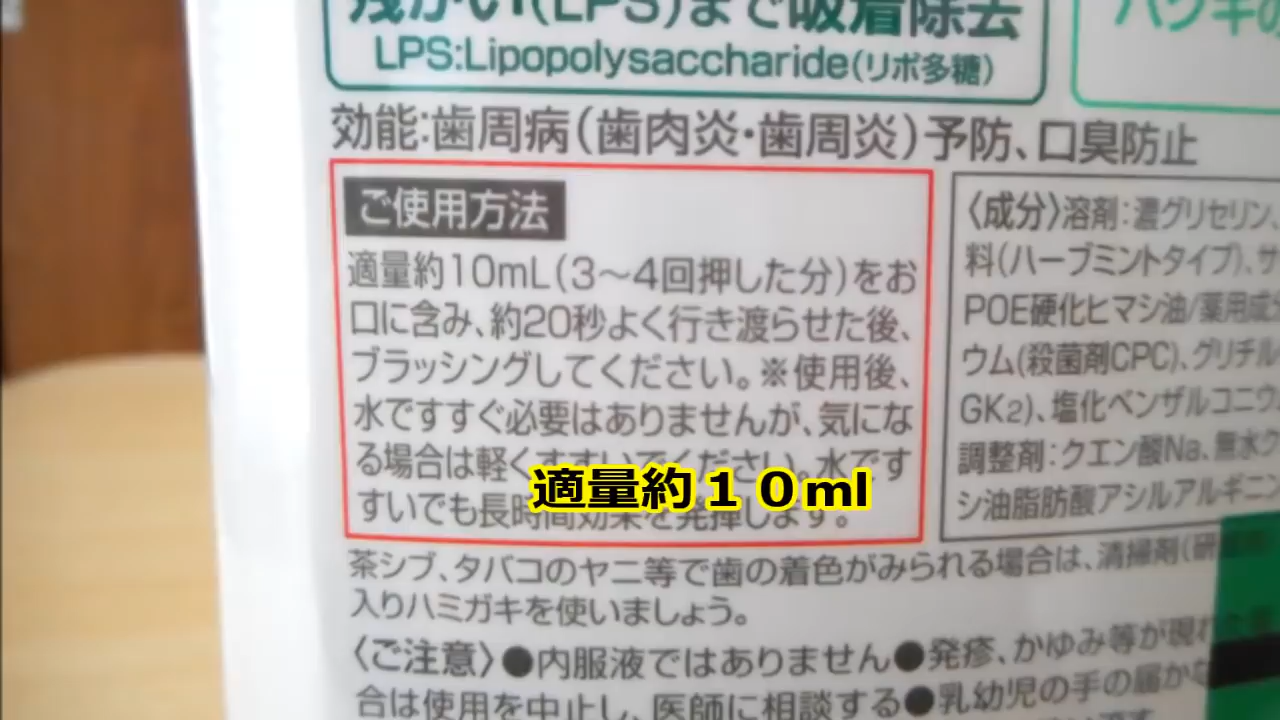 残がい(LPS)まで吸着除去
LPS:Lipopolysaccharide(リポ多糖)
ハグキの
効能:歯周病(歯肉炎・歯周炎)予防、口臭防止
ご使用方法
適量約10mL(3〜4回押した分)をお
口に含み、約20秒よく行き渡らせた後、
ブラッシングしてください。※使用後、
水ですすぐ必要はありませんが、気にな
る場合は軽くすすいでください。水です
すいでも長時間効果を発揮します。
適量約１０ml
〈成分〉溶剤:濃グリセリン、
料(ハーブミントタイプ)、サ
POE硬化ヒマシ油/薬用成
ウム(殺菌剤CPC)、グリチル
GK2)、塩化ベンザルコニウ
調整剤:クエン酸Na、無水ク
シ油脂肪酸アシルアルギニン
茶シブ、タバコのヤニ等で歯の着色がみられる場合は、清掃剤(研
入りハミガキを使いましょう。
〈ご注意〉●内服液ではありません●発疹、かゆみ等が現れ
合は使用を中止し、医師に相談する●乳幼児の手の届かな